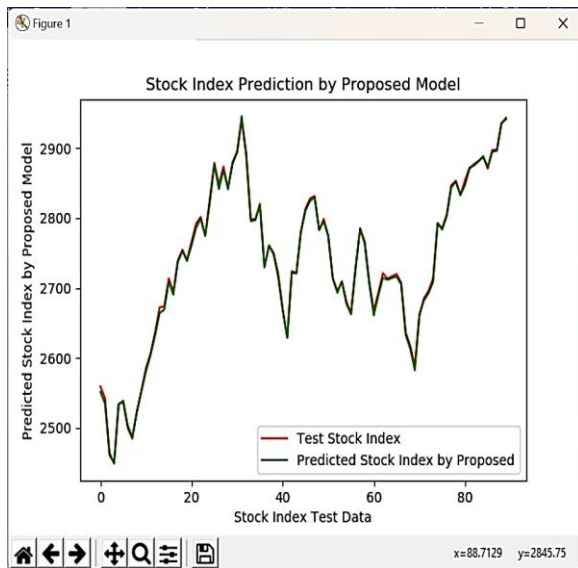 Figure 1
Stock Index Prediction by Proposed Model
Predicted Stock Index by Proposed Model
2900
2800
2700
2600
2500
Test Stock Index
Predicted Stock Index by Proposed
0 20 40 60 80
Stock Index Test Data
x=88.7129 y=2845.75